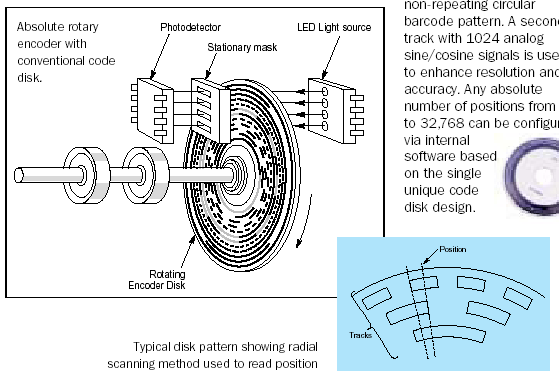 Absolute rotary
encoder with
conventional code
disk.
Photodetector
Stationary mask
LED Light source
Rotating
Encoder Disk
non-repeating circular
barcode pattern. A second
track with 1024 analog
sine/cosine signals is used
to enhance resolution and
accuracy. Any absolute
number of positions from
to 32,768 can be configur
via internal
software based
on the single
unique code
disk design.
Position
Tracks
Typical disk pattern showing radial
scanning method used to read position